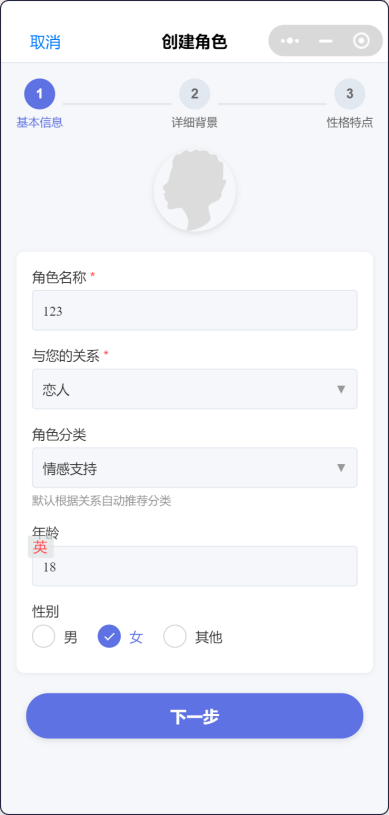 取消
创建角色
1
2
3
基本信息
详细背景
性格特点
角色名称 *
123
与您的关系 *
恋人
角色分类
情感支持
默认根据关系自动推荐分类
年龄
英
18
性别
男
女
其他
下一步